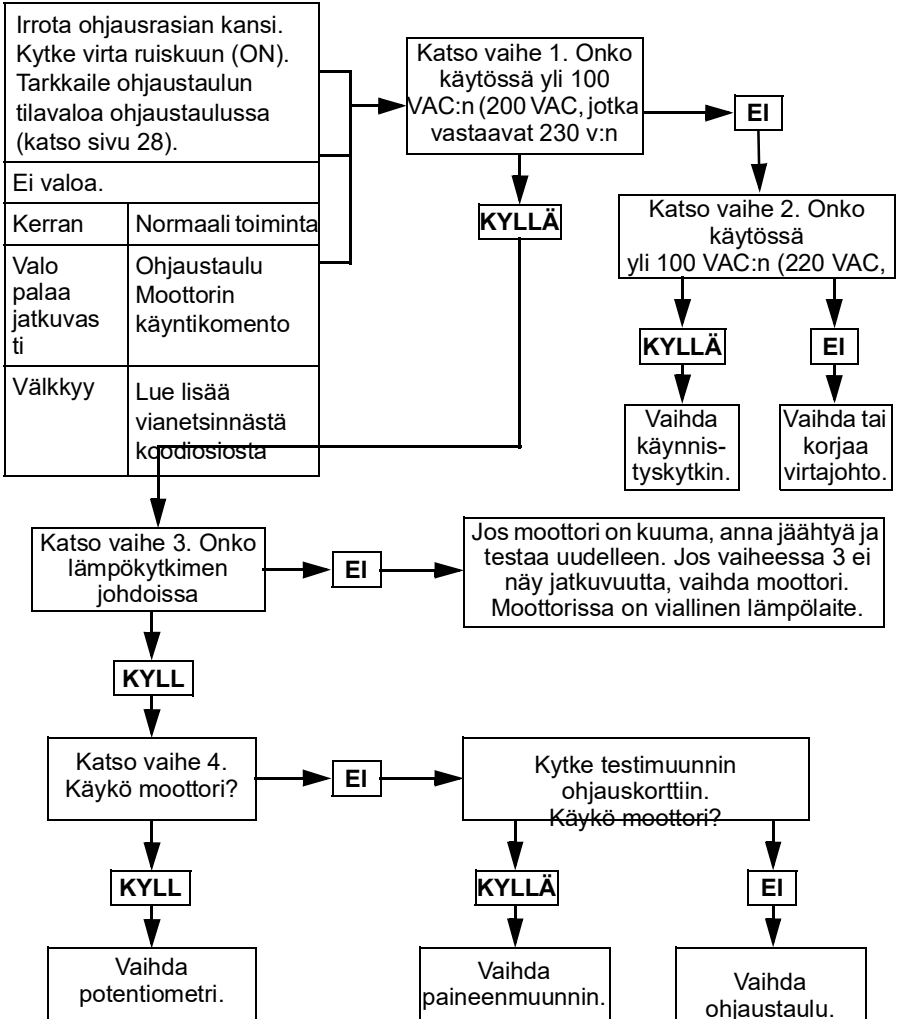 Irrota ohjausrasian kansi.
Kytke virta ruiskuun (ON).
Tarkkaile ohjaustaulun
tilavaloa ohjaustaulussa
(katso sivu 28).
Ei valoa.
Kerran
Normaali toiminta
Valo
palaa
jatkuvas
ti
Ohjaustaulu
Moottorin
käyntikomento
Välkkyy
Lue lisää
vianetsinnästä
koodiosiosta
Katso vaihe 1. Onko
käytössä yli 100
VAC:n (200 VAC, jotka
vastaavat 230 v:n
EI
KYLLÄ
Katso vaihe 2. Onko
käytössä
yli 100 VAC:n (220 VAC,
KYLLÄ
EI
Vaihda
käynnis-
tyskytkin.
Vaihda tai
korjaa
virtajohto.
Katso vaihe 3. Onko
lämpökytkimen
johdoissa
EI
Jos moottori on kuuma, anna jäähtyä ja
testaa uudelleen. Jos vaiheessa 3 ei
näy jatkuvuutta, vaihda moottori.
Moottorissa on viallinen lämpölaite.
KYLL
Katso vaihe 4.
Käykö moottori?
EI
Kytke testimuunnin
ohjauskorttiin.
Käykö moottori?
KYLL
KYLLÄ
EI
Vaihda
potentiometri.
Vaihda
paineenmuunnin.
Vaihda
ohjaustaulu.